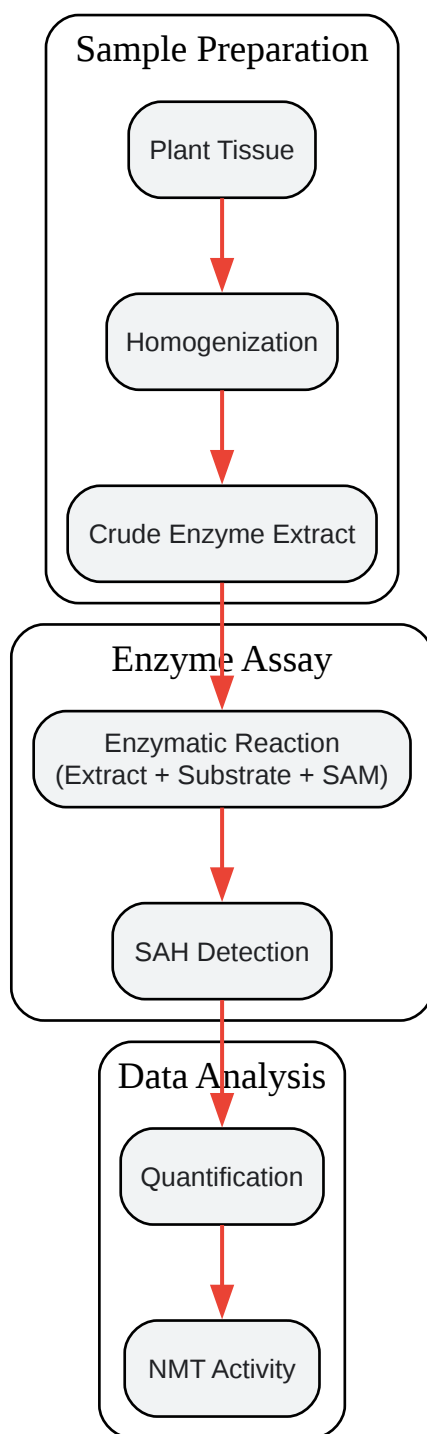 Sample Preparation
Plant Tissue
Homogenization
Crude Enzyme Extract
Enzyme Assay
Enzymatic Reaction
(Extract + Substrate + SAM)
SAH Detection
Data Analysis
Quantification
NMT Activity